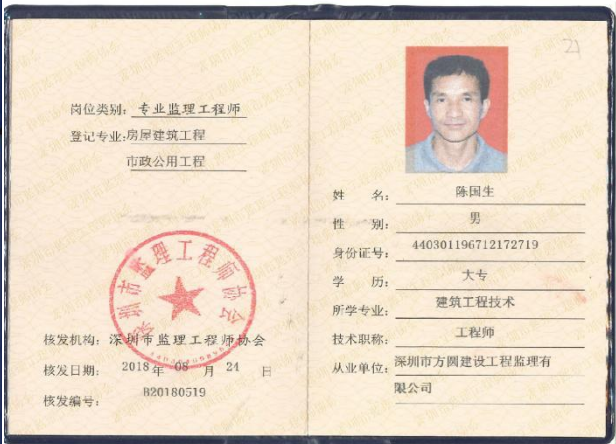 岗位类别：专业监理工程师
登记专业：房屋建筑工程
市政公用工程
深圳市监理工程师协会
核发机构：深圳市监理工程师协会
核发日期：2018年08月24日
核发编号：B20180519
21
姓名：陈国生
性别：男
身份证号：440301196712172719
学历：大专
所学专业：建筑工程技术
技术职称：工程师
从业单位：深圳市方圆建设工程监理有
限公司